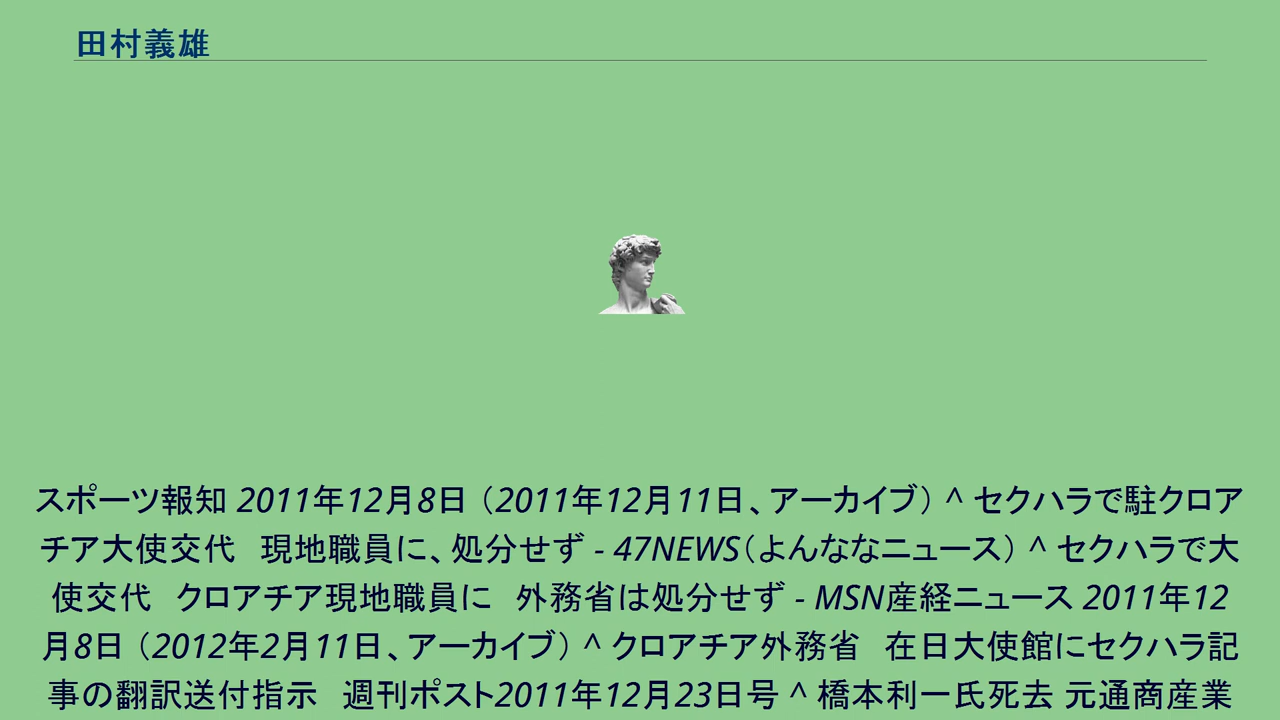 田村義雄
スポーツ報知 2011年12月8日（2011年12月11日、アーカイブ） ^ セクハラで駐クロア
チア大使交代　現地職員に、処分せず - 47NEWS（よんななニュース） ^ セクハラで大
使交代　クロアチア現地職員に　外務省は処分せず - MSN産経ニュース 2011年12
月8日（2012年2月11日、アーカイブ） ^ クロアチア外務省　在日大使館にセクハラ記
事の翻訳送付指示　週刊ポスト2011年12月23日号 ^ 橋本利一氏死去 元通商産業